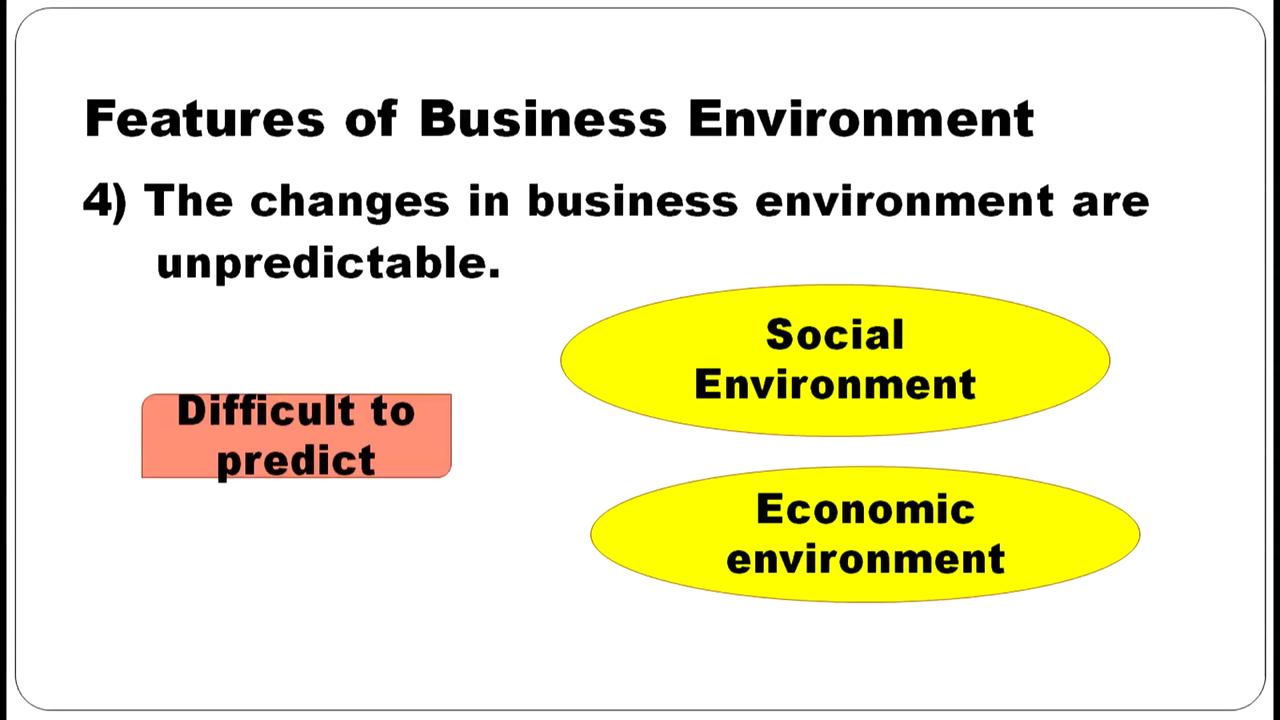 Features of Business Environment
4) The changes in business environment are
unpredictable.
Social
Environment
Difficult to
predict
Economic
environment